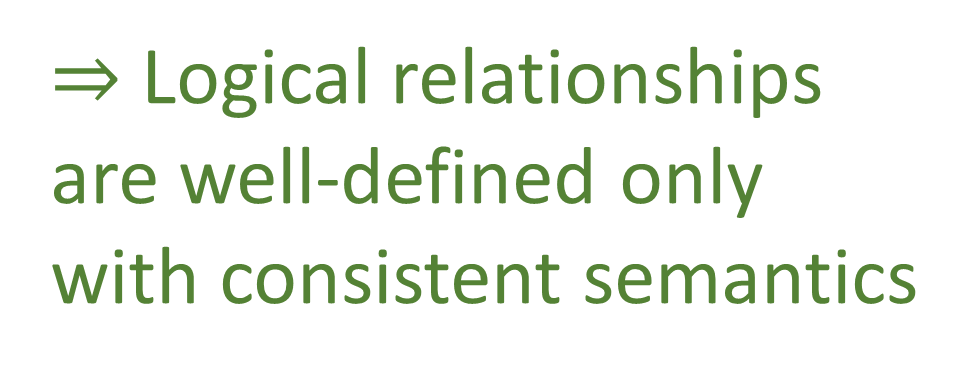 ⇒ Logical relationships
are well-defined only
with consistent semantics